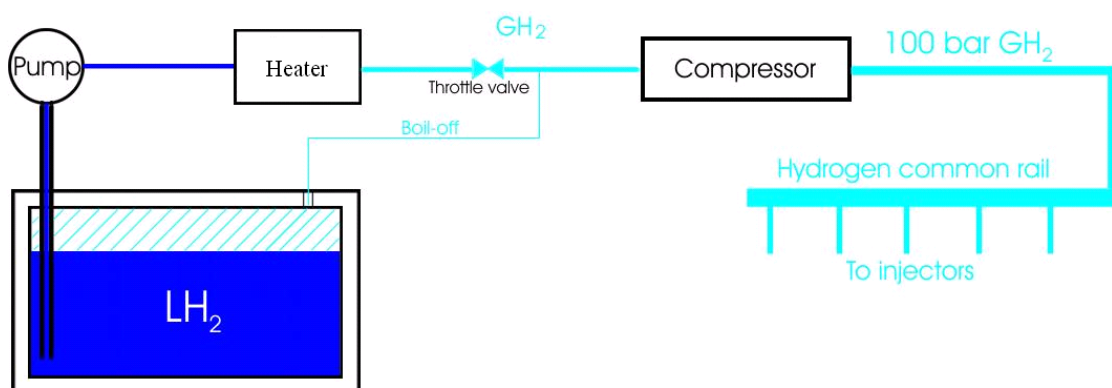 GH₂
100 bar GH₂
Pump
Heater
Compressor
Throttle valve
Boil-off
Hydrogen common rail
To injectors
LH₂